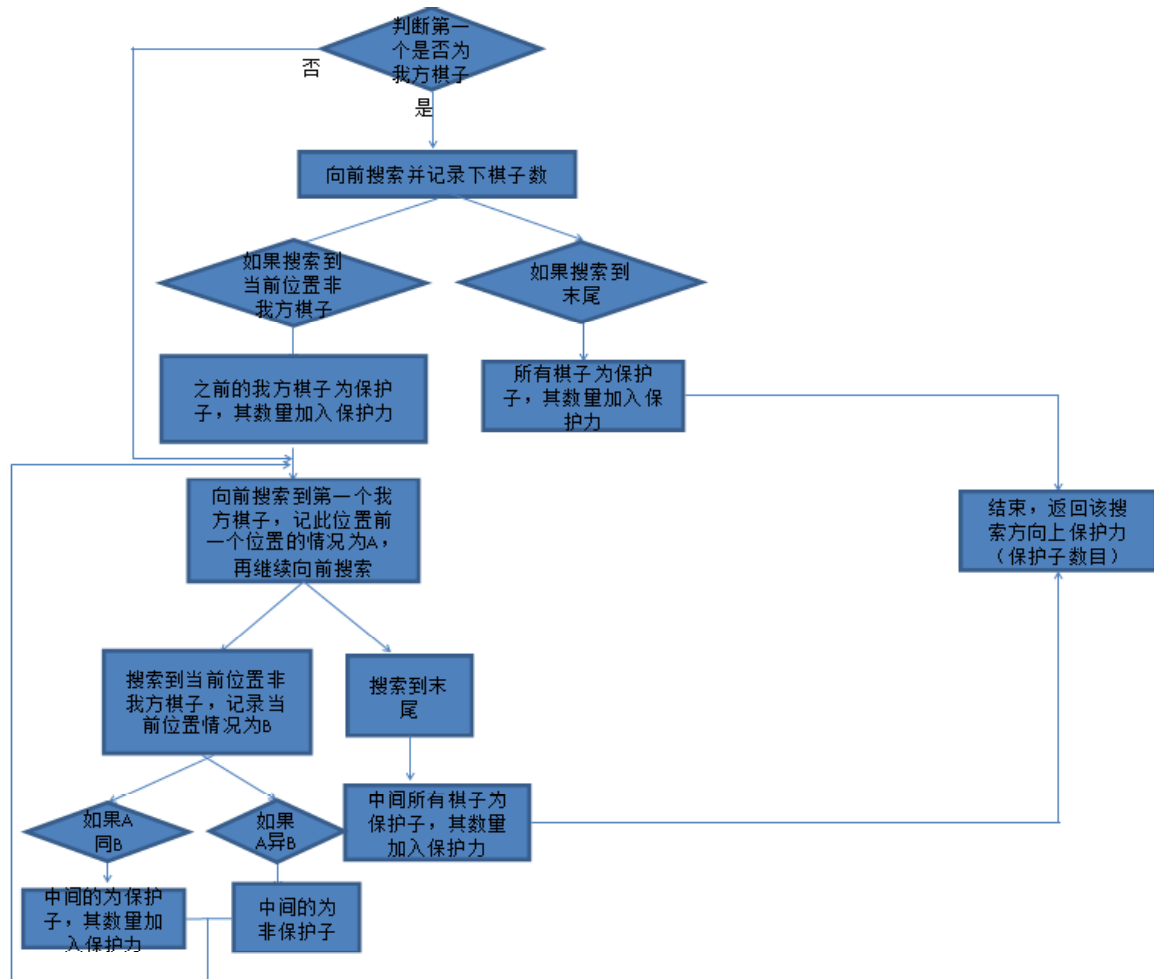 判断第一
个是否为
我方棋子
否
是
向前搜索并记录下棋子数
如果搜索到
当前位置非
我方棋子
如果搜索到
末尾
之前的我方棋子为保护
子，其数量加入保护力
所有棋子为保护
子，其数量加入保
护力
向前搜索到第一个我
方棋子，记此位置前
一个位置的情况为A，
再继续向前搜索
结束，返回该搜
索方向上保护力
（保护子数目）
搜索到当前位置非
我方棋子，记录当
前位置情况为B
搜索到末
尾
如果A
同B
如果
A异B
中间所有棋子为
保护子，其数量
加入保护力
中间的为保护
子，其数量加
入保护力
中间的为
非保护子